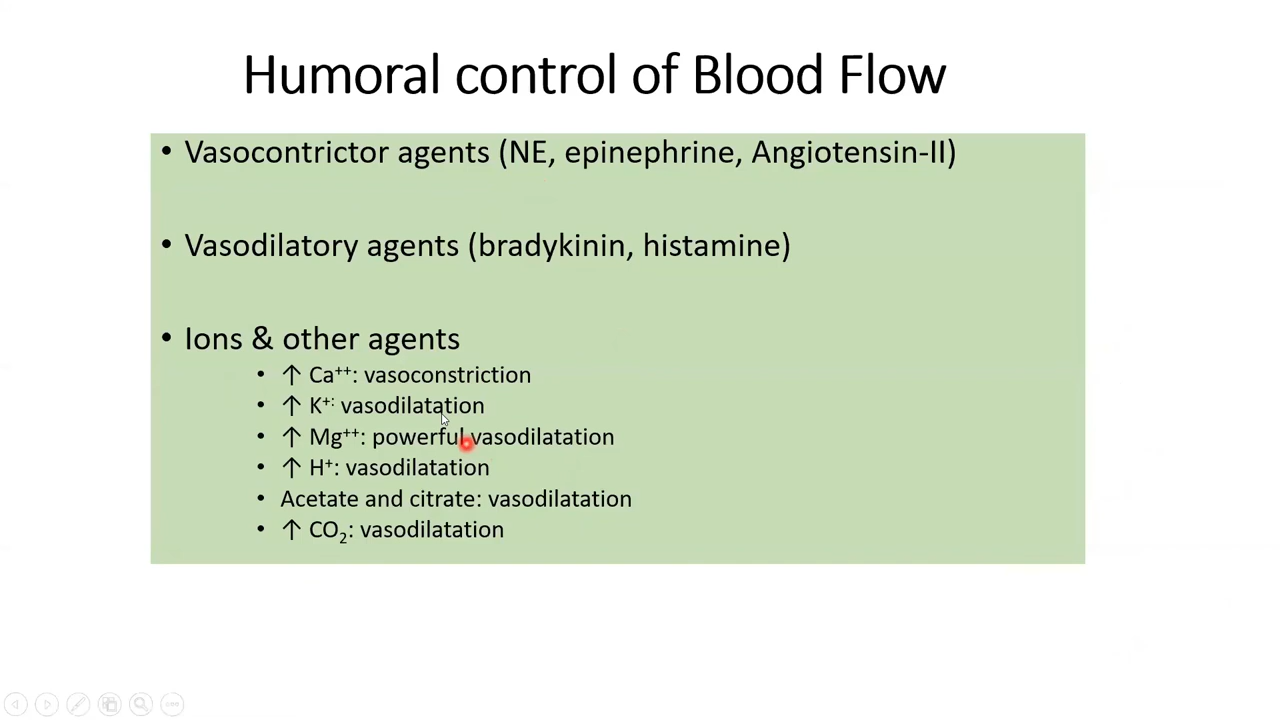 Humoral control of Blood Flow
• Vasocontrictor agents (NE, epinephrine, Angiotensin-II)
• Vasodilatory agents (bradykinin, histamine)
• Ions & other agents
• ↑ Ca⁺⁺: vasoconstriction
• ↑ K⁺: vasodilatation
• ↑ Mg⁺⁺: powerful vasodilatation
• ↑ H⁺: vasodilatation
• Acetate and citrate: vasodilatation
• ↑ CO₂: vasodilatation